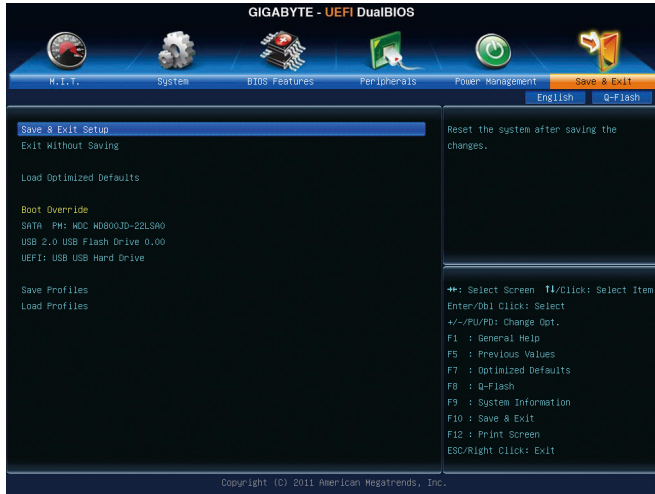 GIGABYTE - UEFI DualBIOS
M.I.T. System BIOS Features Peripherals Power Management Save & Exit
English Q-Flash
Save & Exit Setup
Exit Without Saving
Load Optimized Defaults
Boot Override
SATA PM: WDC WD800JD-22LSA0
USB 2.0 USB Flash Drive 0.00
UEFI: USB USB Hard Drive
Save Profiles
Load Profiles
Reset the system after saving the
changes.
→←: Select Screen ↑↓/Click: Select Item
Enter/Dbl Click: Select
+/-/PU/PD: Change Opt.
F1 : General Help
F5 : Previous Values
F7 : Optimized Defaults
F8 : Q-Flash
F9 : System Information
F10 : Save & Exit
F12 : Print Screen
ESC/Right Click: Exit
Copyright (C) 2011 American Megatrends, Inc.